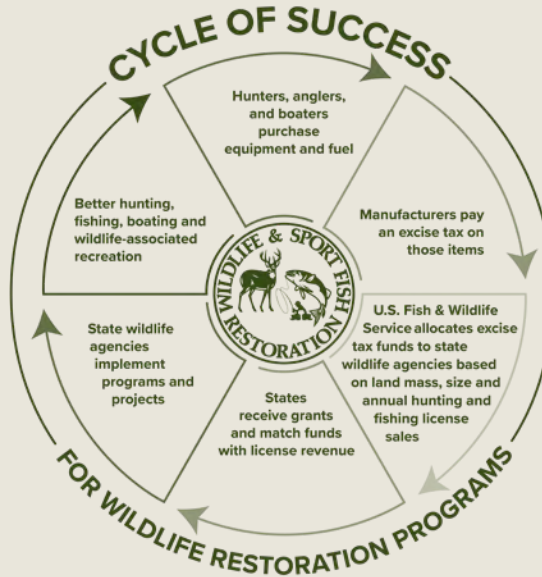 CYCLE OF SUCCESS
Hunters, anglers,
and boaters
purchase
equipment and fuel
Manufacturers pay
an excise tax on
those items
U.S. Fish & Wildlife
Service allocates excise
tax funds to state
wildlife agencies based
on land mass, size and
annual hunting and
fishing license
sales
States
receive grants
and match funds
with license revenue
State wildlife
agencies
implement
programs and
projects
Better hunting,
fishing, boating and
wildlife-associated
recreation
WILDLIFE & SPORT FISH
RESTORATION
FOR WILDLIFE RESTORATION PROGRAMS